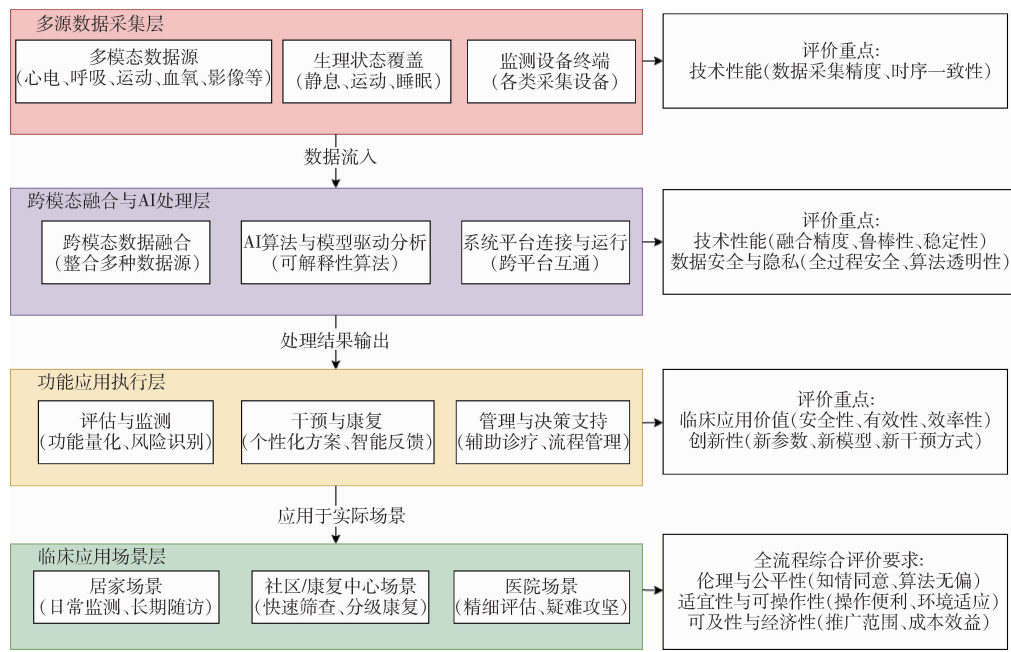 多源数据采集层
多模态数据源
(心电、呼吸、运动、血氧、影像等)
生理状态覆盖
(静息、运动、睡眠)
监测设备终端
(各类采集设备)
评价重点:
技术性能(数据采集精度、时序一致性)
数据流入
跨模态融合与AI处理层
跨模态数据融合
(整合多种数据源)
AI算法与模型驱动分析
(可解释性算法)
系统平台连接与运行
(跨平台互通)
评价重点:
技术性能(融合精度、鲁棒性、稳定性)
数据安全与隐私(全过程安全、算法透明性)
处理结果输出
功能应用执行层
评估与监测
(功能量化、风险识别)
干预与康复
(个性化方案、智能反馈)
管理与决策支持
(辅助诊疗、流程管理)
评价重点:
临床应用价值(安全性、有效性、效率性)
创新性(新参数、新模型、新干预方式)
应用于实际场景
临床应用场景层
居家场景
(日常监测、长期随访)
社区/康复中心场景
(快速筛查、分级康复)
医院场景
(精细评估、疑难攻坚)
全流程综合评价要求:
伦理与公平性(知情同意、算法无偏)
适宜性与可操作性(操作便利、环境适应)
可及性与经济性(推广范围、成本效益)